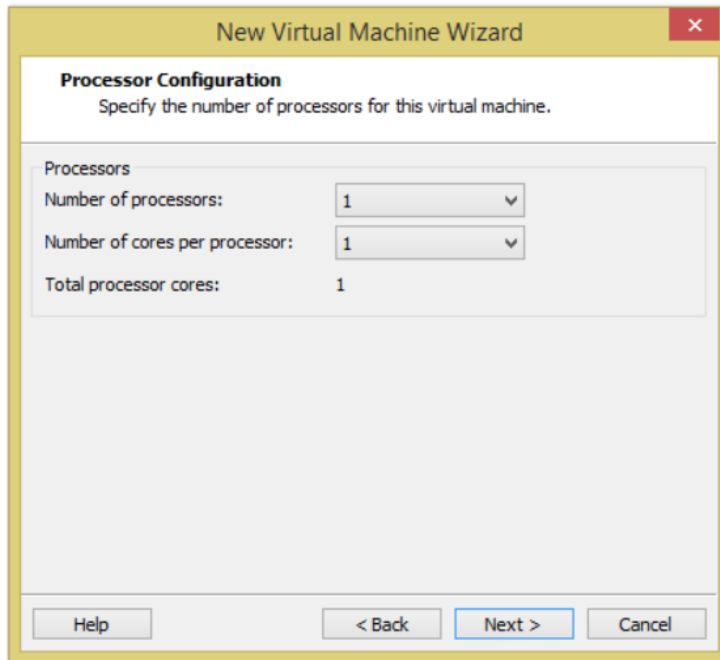 New Virtual Machine Wizard
Processor Configuration
Specify the number of processors for this virtual machine.
Processors
Number of processors: 1
Number of cores per processor: 1
Total processor cores: 1
Help < Back Next > Cancel